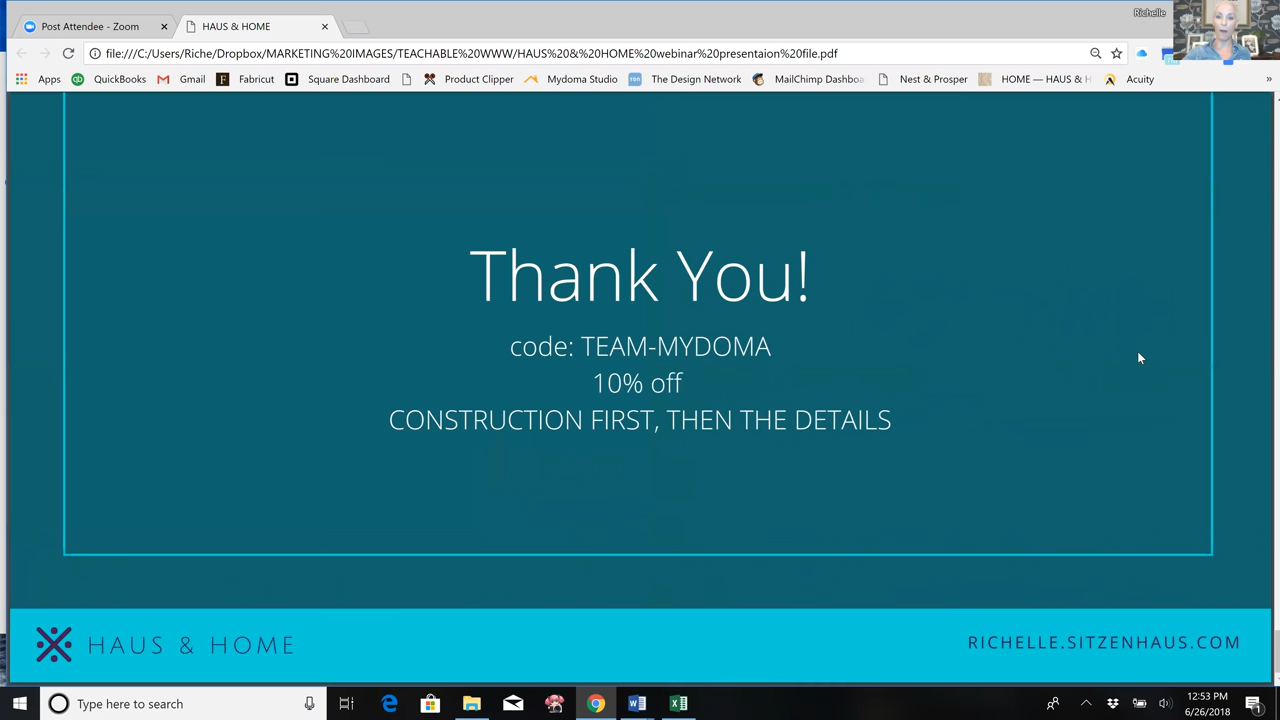 Richelle
Post Attendee - Zoom
HAUS & HOME
file:///C:/Users/Riche/Dropbox/MARKETING%20IMAGES/TEACHABLE%20WWW/HAUS%20&%20HOME%20webinar%20presentaion%20file.pdf
Apps QuickBooks Gmail Fabricut Square Dashboard Product Clipper Mydoma Studio The Design Network MailChimp Dashboa Nest & Prosper HOME — HAUS & H Acuity
Thank You!
code: TEAM-MYDOMA
10% off
CONSTRUCTION FIRST, THEN THE DETAILS
HAUS & HOME
RICHELLE.SITZENHAUS.COM
Type here to search
12:53 PM
6/26/2018